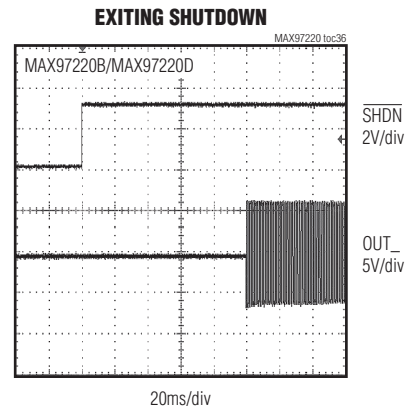 EXITING SHUTDOWN
MAX97220 toc36
MAX97220B/MAX97220D
SHDN
2V/div
OUT_
5V/div
20ms/div